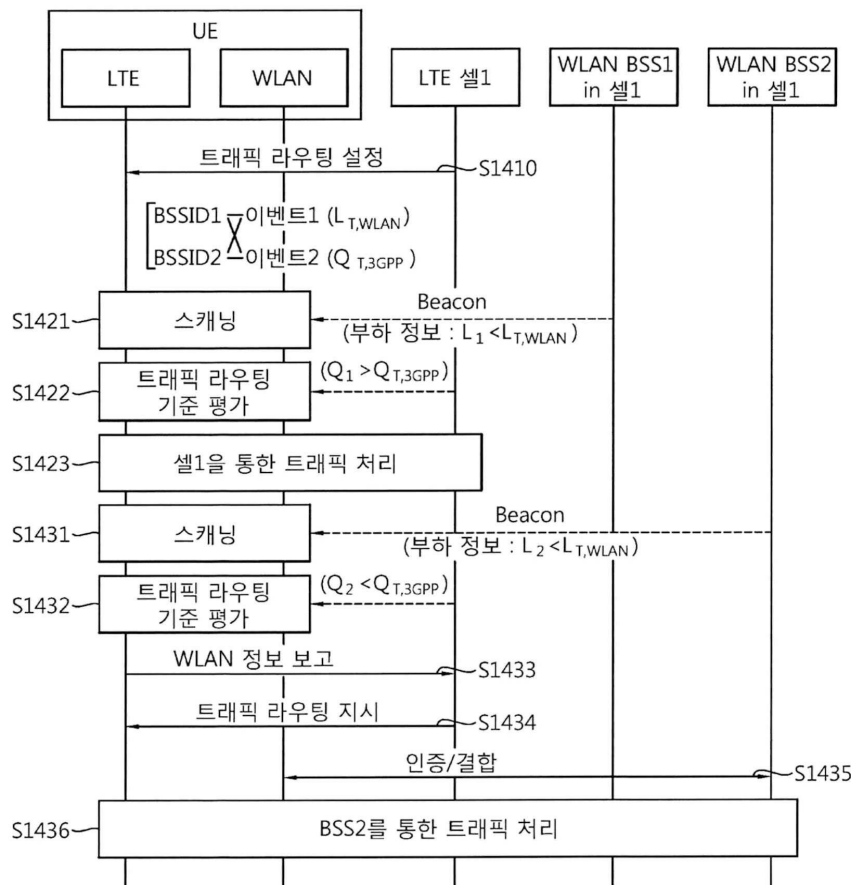 UE
LTE
WLAN
LTE 셀1
WLAN BSS1
in 셀1
WLAN BSS2
in 셀1
트래픽 라우팅 설정
S1410
BSSID1 이벤트1 (L T,WLAN)
BSSID2 이벤트2 (Q T,3GPP)
S1421
스캐닝
Beacon
(부하 정보 : L1<LT,WLAN)
S1422
트래픽 라우팅
기준 평가
(Q1>QT,3GPP)
S1423
셀1을 통한 트래픽 처리
S1431
스캐닝
Beacon
(부하 정보 : L2<LT,WLAN)
S1432
트래픽 라우팅
기준 평가
(Q2<QT,3GPP)
WLAN 정보 보고
S1433
트래픽 라우팅 지시
S1434
인증/결합
S1435
S1436
BSS2를 통한 트래픽 처리